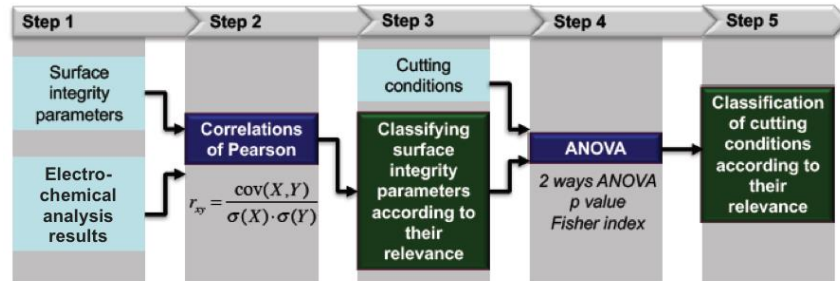 Step 1
Step 2
Step 3
Step 4
Step 5
Surface
integrity
parameters
Electro-
chemical
analysis
results
Correlations
of Pearson
r_xy = cov(X,Y) / σ(X)·σ(Y)
Cutting
conditions
Classifying
surface
integrity
parameters
according to
their
relevance
ANOVA
2 ways ANOVA
p value
Fisher index
Classification
of cutting
conditions
according to
their
relevance